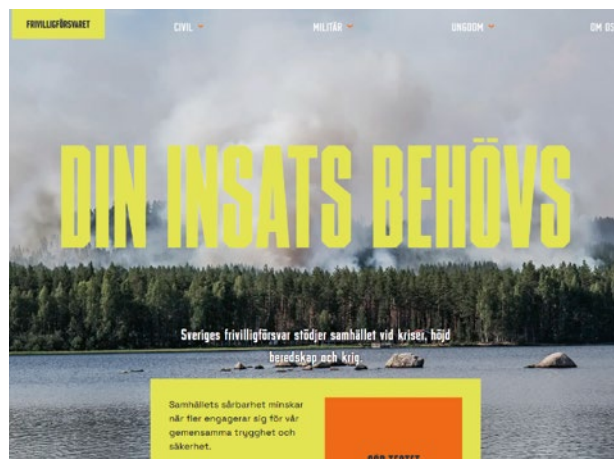 FRIVILLIGFÖRSVARET
CIVIL
MILITÄR
UNGDOM
OM OS
DIN INSATS BEHÖVS
Sveriges frivilligförsvar stödjer samhället vid kriser, höjd
beredskap och krig.
Samhällets sårbarhet minskar
när fler engagerar sig för vår
gemensamma trygghet och
säkerhet.